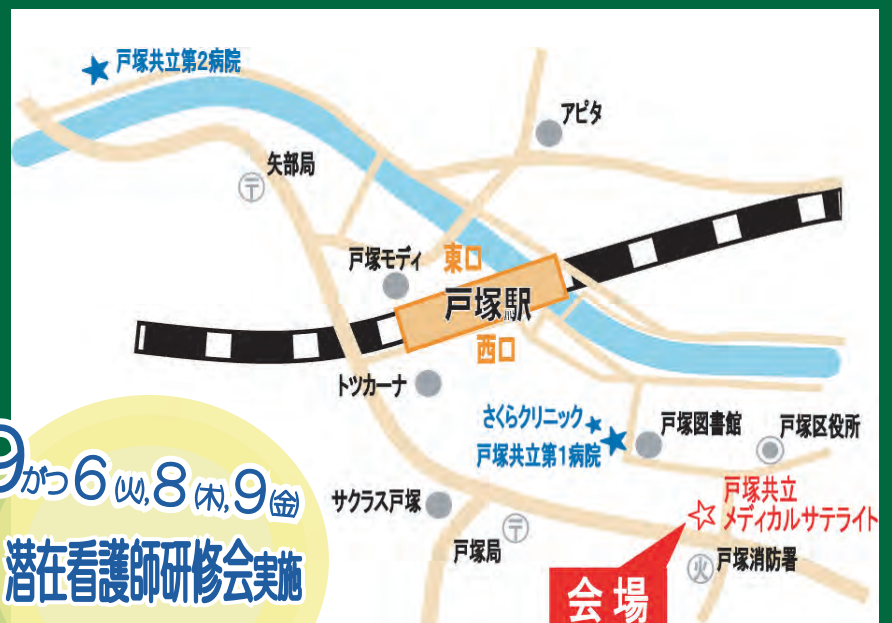 戸塚共立第2病院
アピタ
矢部局
〒
戸塚モディ
東口
戸塚駅
西口
トツカーナ
さくらクリニック
戸塚共立第1病院
戸塚図書館
戸塚区役所
9がつ6(火),8(木),9(金)
潜在看護師研修会実施
サクラス戸塚
戸塚共立
メディカルサテライト
戸塚局
〒
火
戸塚消防署
会場